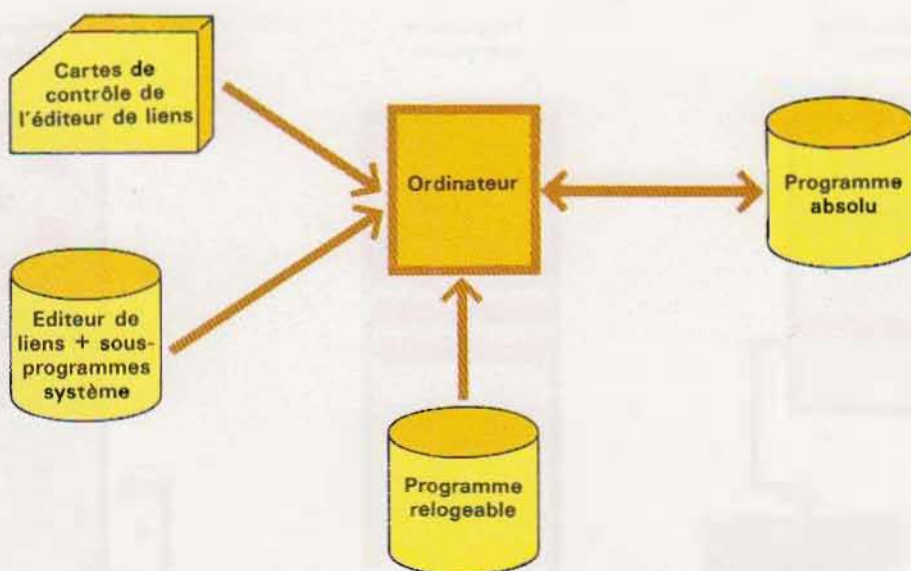 Cartes de
contrôle de
l'éditeur de liens
Ordinateur
Programme
absolu
Editeur de
liens + sous-
programmes
système
Programme
relogeable